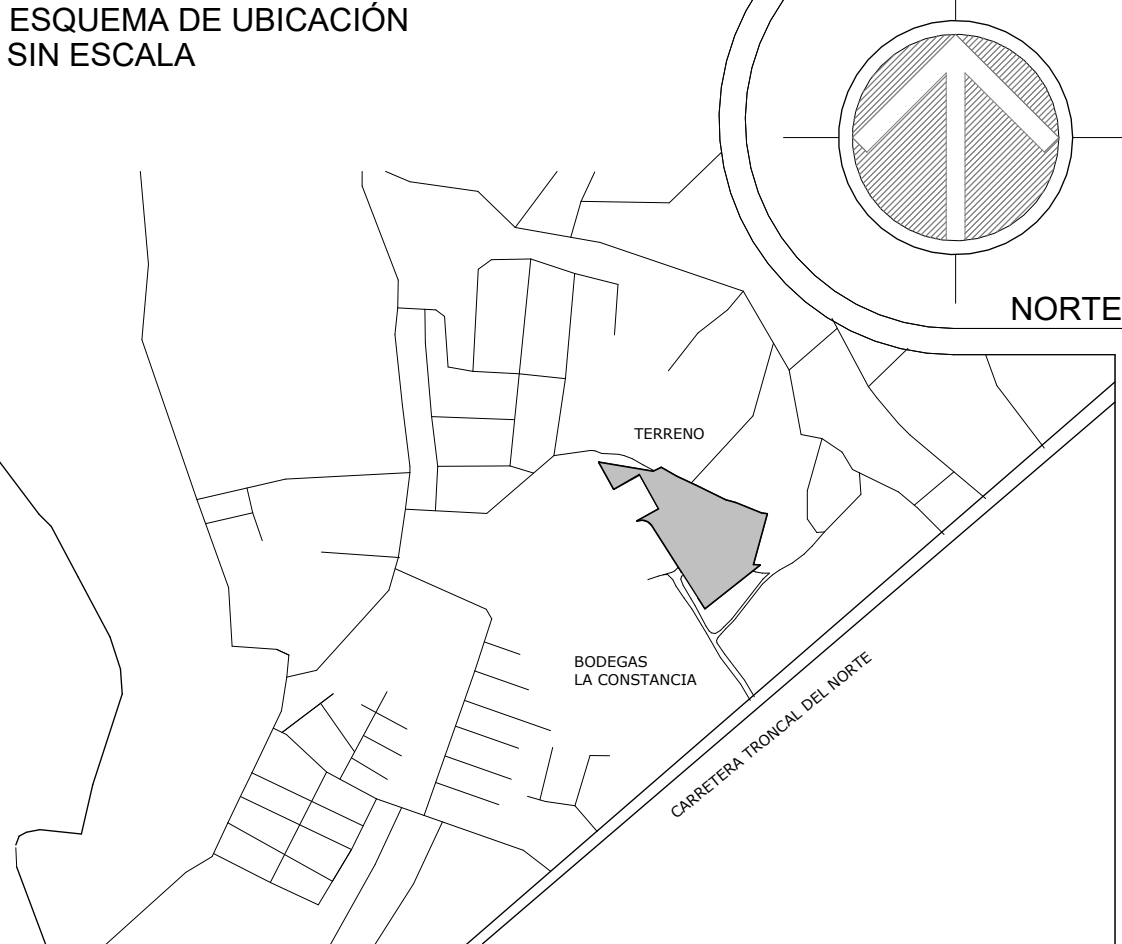 ESQUEMA DE UBICACIÓN
SIN ESCALA
NORTE
TERRENO
BODEGAS
LA CONSTANCIA
CARRETERA TRONCAL DEL NORTE